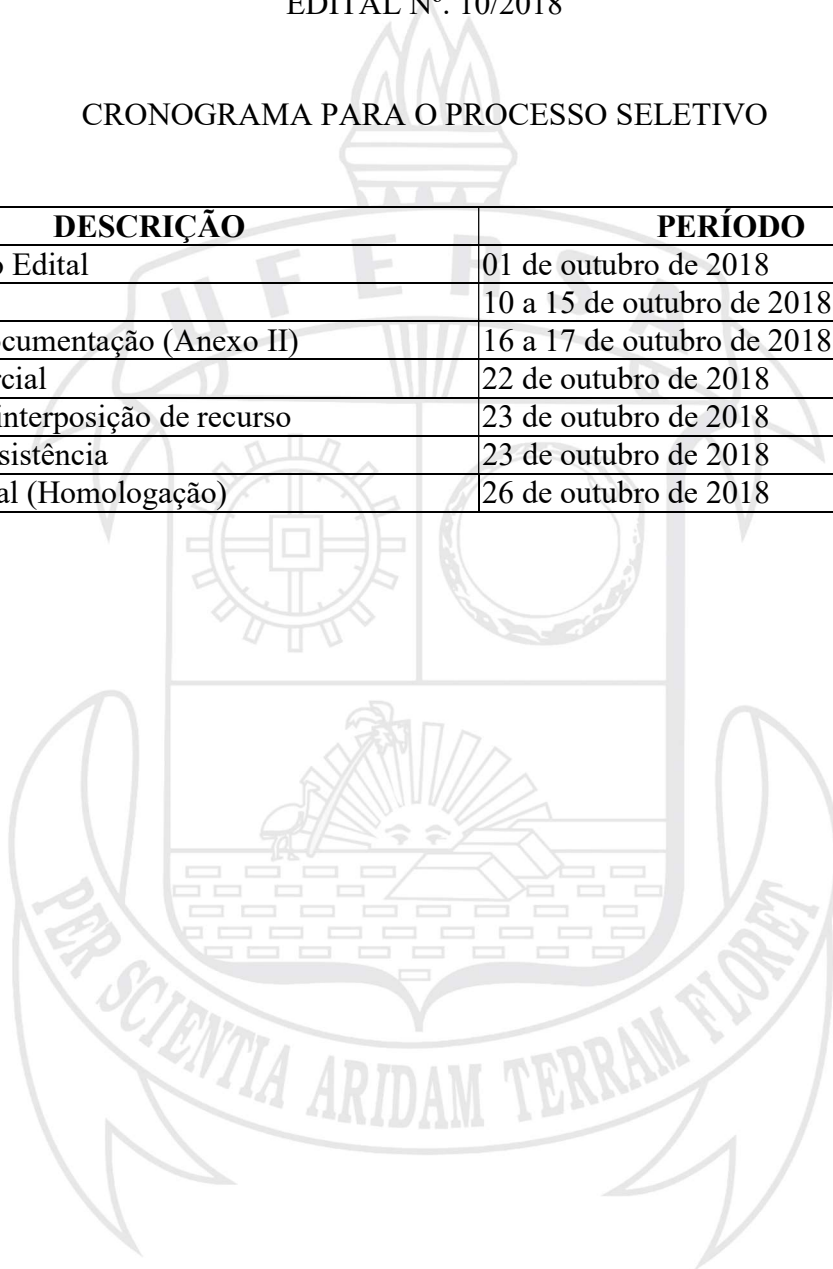 EDITAL Nº. 10/2018
CRONOGRAMA PARA O PROCESSO SELETIVO
DESCRIÇÃO PERÍODO
o Edital 01 de outubro de 2018
10 a 15 de outubro de 2018
ocumentação (Anexo II) 16 a 17 de outubro de 2018
rcial 22 de outubro de 2018
interposição de recurso 23 de outubro de 2018
sistência 23 de outubro de 2018
al (Homologação) 26 de outubro de 2018
UFERSA
PER SCIENTIA ARIDAM TERRAM FLORET